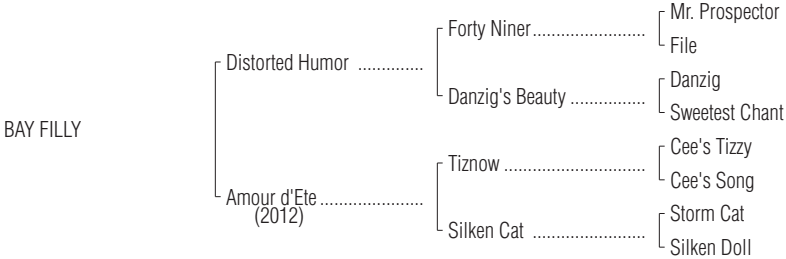 Mr. Prospector
Forty Niner..........................
File
Distorted Humor ..............
Danzig
Danzig's Beauty .................
Sweetest Chant
BAY FILLY
Cee's Tizzy
Tiznow ................................
Cee's Song
Amour d'Ete......................
(2012)
Storm Cat
Silken Cat .........................
Silken Doll